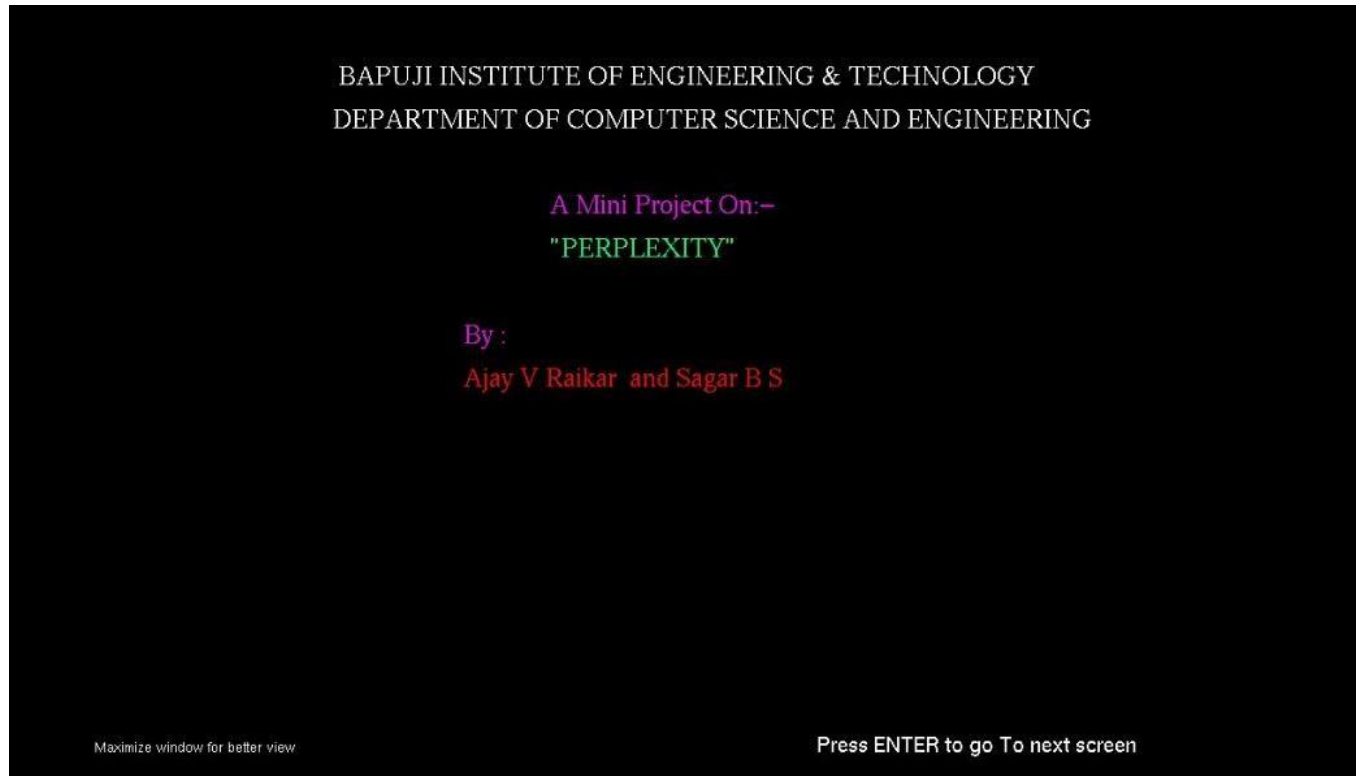 BAPUJI INSTITUTE OF ENGINEERING & TECHNOLOGY
DEPARTMENT OF COMPUTER SCIENCE AND ENGINEERING
A Mini Project On:–
"PERPLEXITY"
By :
Ajay V Raikar  and Sagar B S
Maximize window for better view
Press ENTER to go To next screen